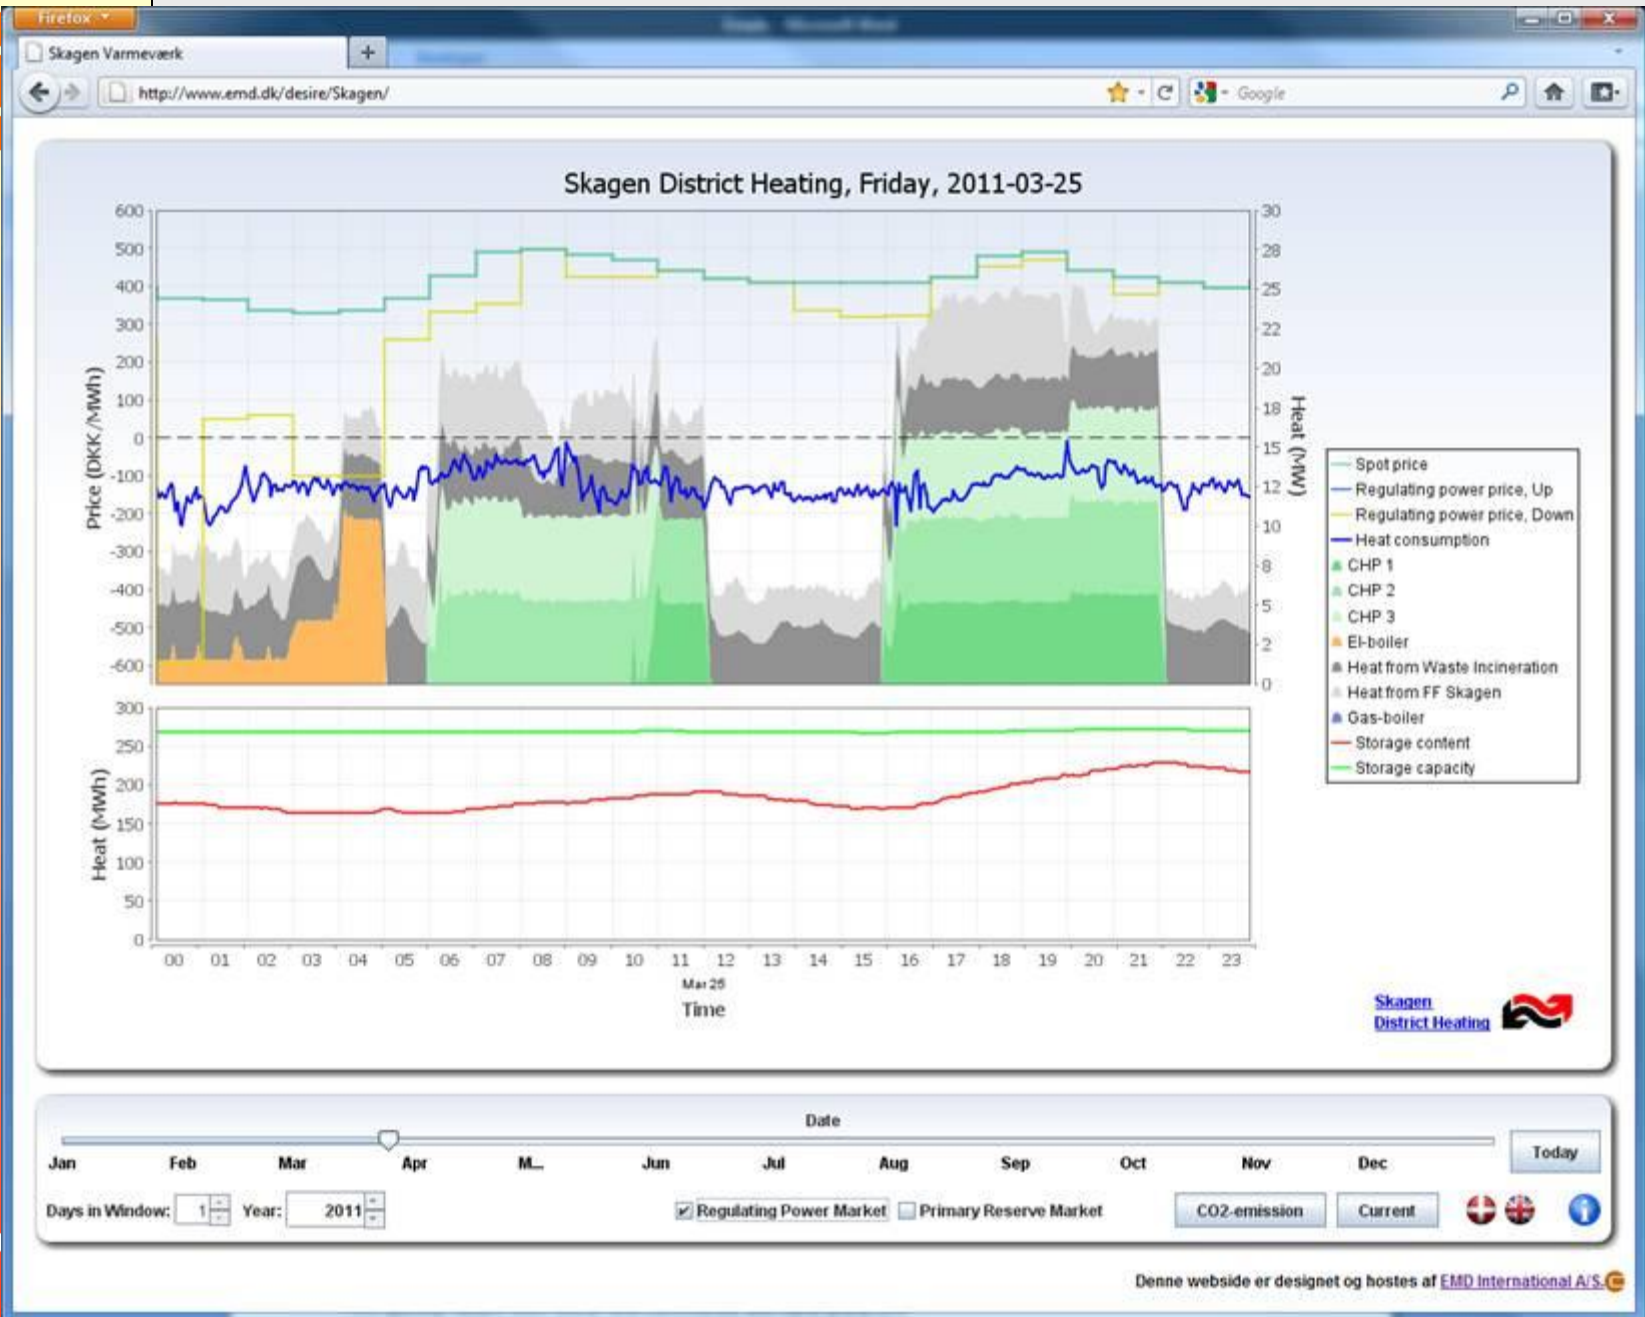 Firefox
Skagen Varmeværk
http://www.emd.dk/desire/Skagen/
Google
Skagen District Heating, Friday, 2011-03-25
600
500
400
300
200
100
0
-100
-200
-300
-400
-500
-600
Price (DKK/MWh)
30
28
25
22
20
18
15
12
10
8
5
2
0
Heat (MW)
Spot price
Regulating power price, Up
Regulating power price, Down
Heat consumption
CHP 1
CHP 2
CHP 3
El-boiler
Heat from Waste Incineration
Heat from FF Skagen
Gas-boiler
Storage content
Storage capacity
300
250
200
150
100
50
0
Heat (MWh)
00 01 02 03 04 05 06 07 08 09 10 11 12 13 14 15 16 17 18 19 20 21 22 23
Mar 25
Time
Skagen
District Heating
Date
Jan Feb Mar Apr M... Jun Jul Aug Sep Oct Nov Dec
Today
Days in Window: 1 Year: 2011 Regulating Power Market Primary Reserve Market CO2-emission Current
Denne webside er designet og hostes af EMD International A/S.